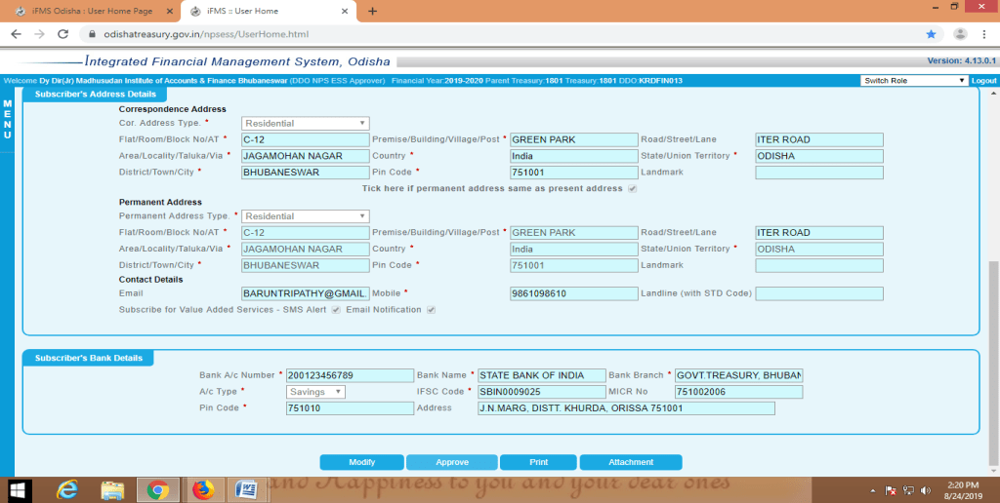 iFMS Odisha : User Home Page
iFMS :: User Home
odishatreasury.gov.in/npsess/UserHome.html
Integrated Financial Management System, Odisha
Version: 4.13.0.1
Welcome Dy Dir(Jr) Madhusudan Institute of Accounts & Finance Bhubaneswar (DDO NPS ESS Approver) Financial Year:2019-2020 Parent Treasury:1801 Treasury:1801 DDO:KRDFIN013 Switch Role Logout
MENU
Subscriber's Address Details
Correspondence Address
Cor. Address Type. * Residential
Flat/Room/Block No/AT * C-12 Premise/Building/Village/Post * GREEN PARK Road/Street/Lane ITER ROAD
Area/Locality/Taluka/Via * JAGAMOHAN NAGAR Country * India State/Union Territory * ODISHA
District/Town/City * BHUBANESWAR Pin Code * 751001 Landmark
Tick here if permanent address same as present address
Permanent Address
Permanent Address Type. * Residential
Flat/Room/Block No/AT * C-12 Premise/Building/Village/Post * GREEN PARK Road/Street/Lane ITER ROAD
Area/Locality/Taluka/Via * JAGAMOHAN NAGAR Country * India State/Union Territory * ODISHA
District/Town/City * BHUBANESWAR Pin Code * 751001 Landmark
Contact Details
Email BARUNTRIPATHY@GMAIL. Mobile * 9861098610 Landline (with STD Code)
Subscribe for Value Added Services - SMS Alert Email Notification
Subscriber's Bank Details
Bank A/c Number * 200123456789 Bank Name * STATE BANK OF INDIA Bank Branch * GOVT.TREASURY, BHUBAN
A/c Type * Savings IFSC Code * SBIN0009025 MICR No 751002006
Pin Code * 751010 Address J.N.MARG, DISTT. KHURDA, ORISSA 751001
Modify Approve Print Attachment
and Happiness to you and your dear ones
2:20 PM
8/24/2019